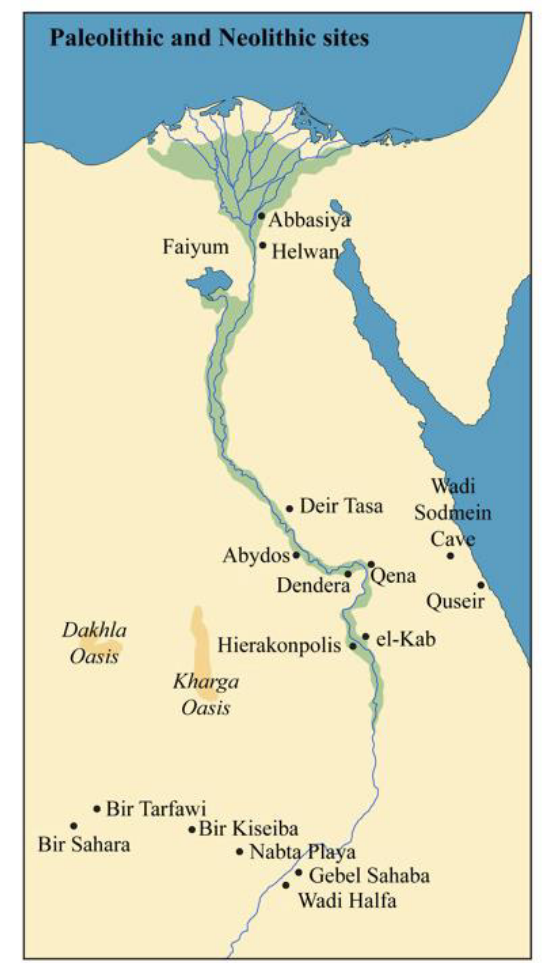 Paleolithic and Neolithic sites
Abbasiya
Faiyum
Helwan
Wadi
Sodmein
Cave
Deir Tasa
Abydos
Qena
Dendera
Quseir
Dakhla
Oasis
Hierakonpolis
el-Kab
Kharga
Oasis
Bir Tarfawi
Bir Sahara
Bir Kiseiba
Nabta Playa
Gebel Sahaba
Wadi Halfa